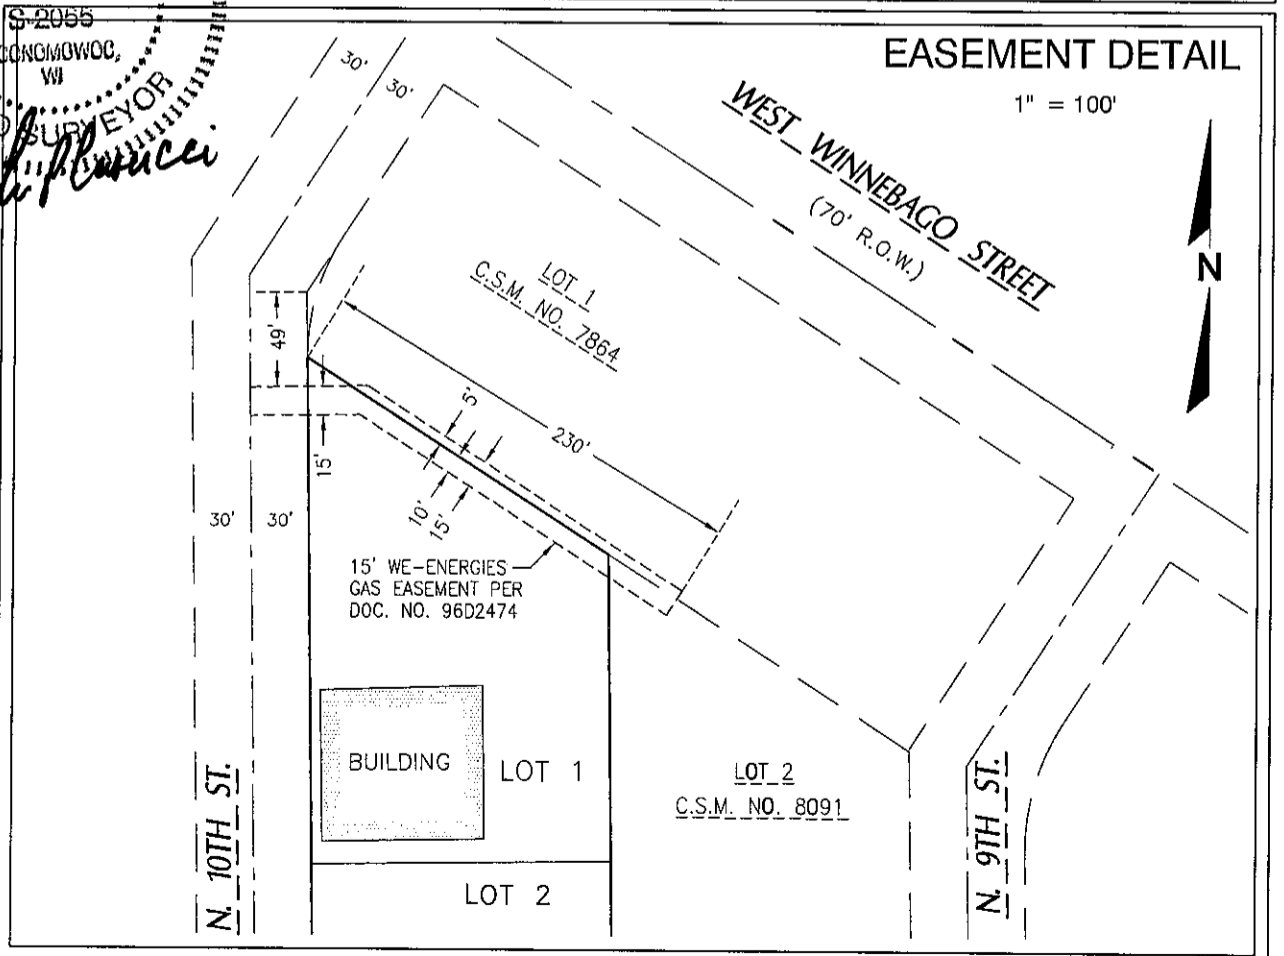 S-2055
WI
SURVEYOR
EASEMENT DETAIL
1" = 100'
30'
30'
WEST WINNEBAGO STREET
(70' R.O.W.)
N
LOT 1
C.S.M. NO. 7864
49'
5'
230'
15'
10'
15'
30'
30'
15' WE-ENERGIES
GAS EASEMENT PER
DOC. NO. 96D2474
BUILDING
LOT 1
LOT 2
C.S.M. NO. 8091
LOT 2
N. 10TH ST.
N. 9TH ST.